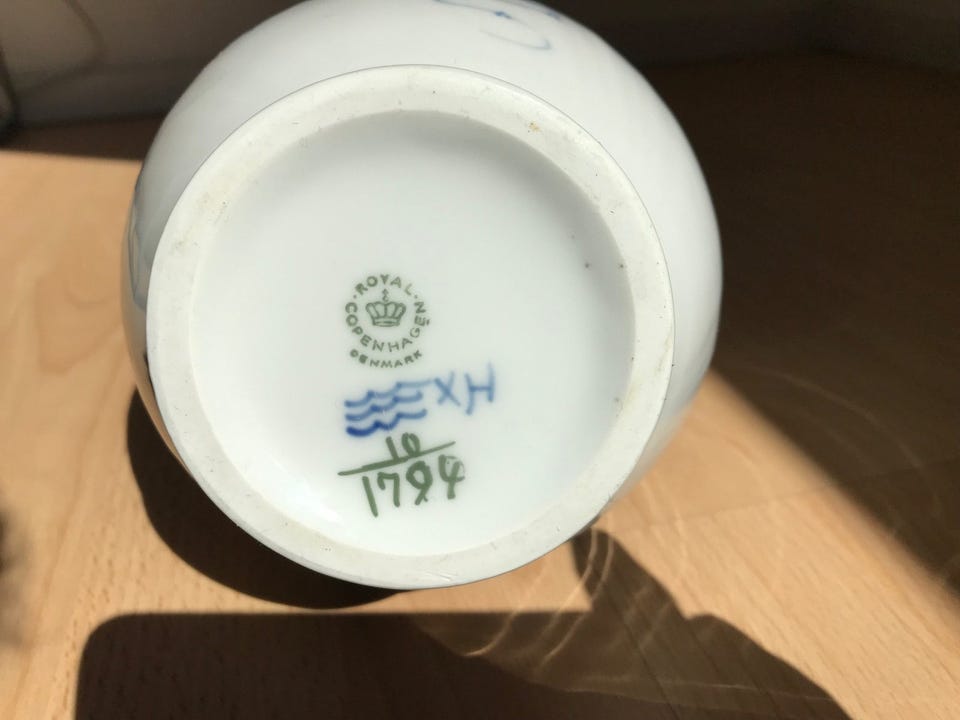 ROYAL
COPENHAGEN
DENMARK
XH
10
1794